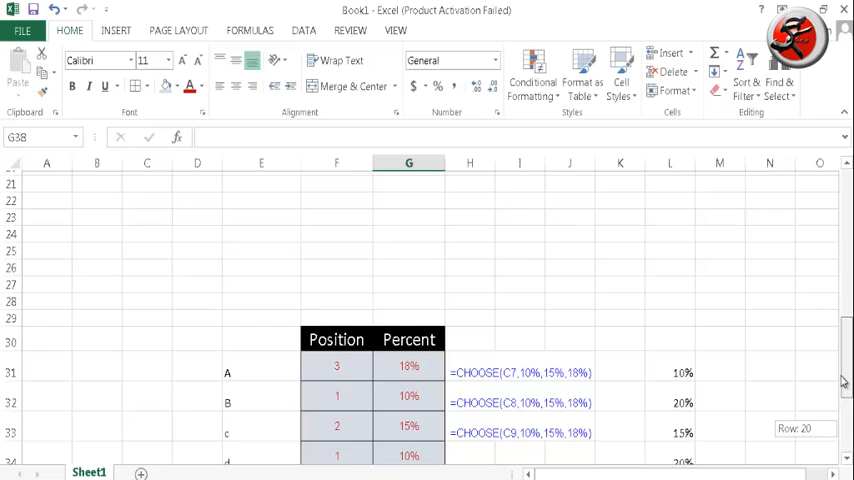 Book1 - Excel (Product Activation Failed)
FILE HOME INSERT PAGE LAYOUT FORMULAS DATA REVIEW VIEW
Calibri 11 Wrap Text General Insert
Paste B I U A Merge & Center $ % Conditional Formatting Format as Table Cell Styles Delete Format Sort & Filter Find & Select
Clipboard Font Alignment Number Styles Cells Editing
G38 fx
A B C D E F G H I J K L M N O
21
22
23
24
25
26
27
28
29
30 Position Percent
31 A 3 18% =CHOOSE(C7,10%,15%,18%) 10%
32 B 1 10% =CHOOSE(C8,10%,15%,18%) 20%
33 c 2 15% =CHOOSE(C9,10%,15%,18%) 15%
Row: 20
34 d 1 10% 20%
Sheet1